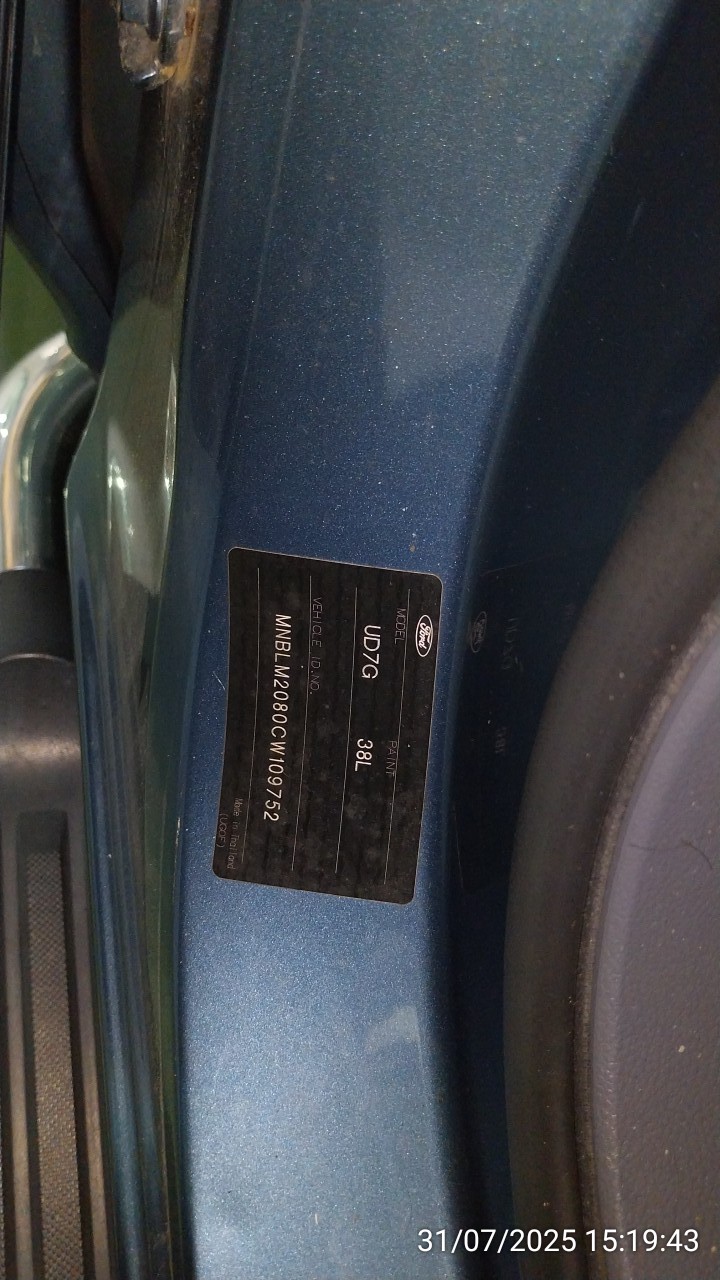 Ford
MODEL PAINT
UD7G 38L
VEHICLE ID.NO.
MNBLM2080CW109752
Made in Thailand
31/07/2025 15:19:43